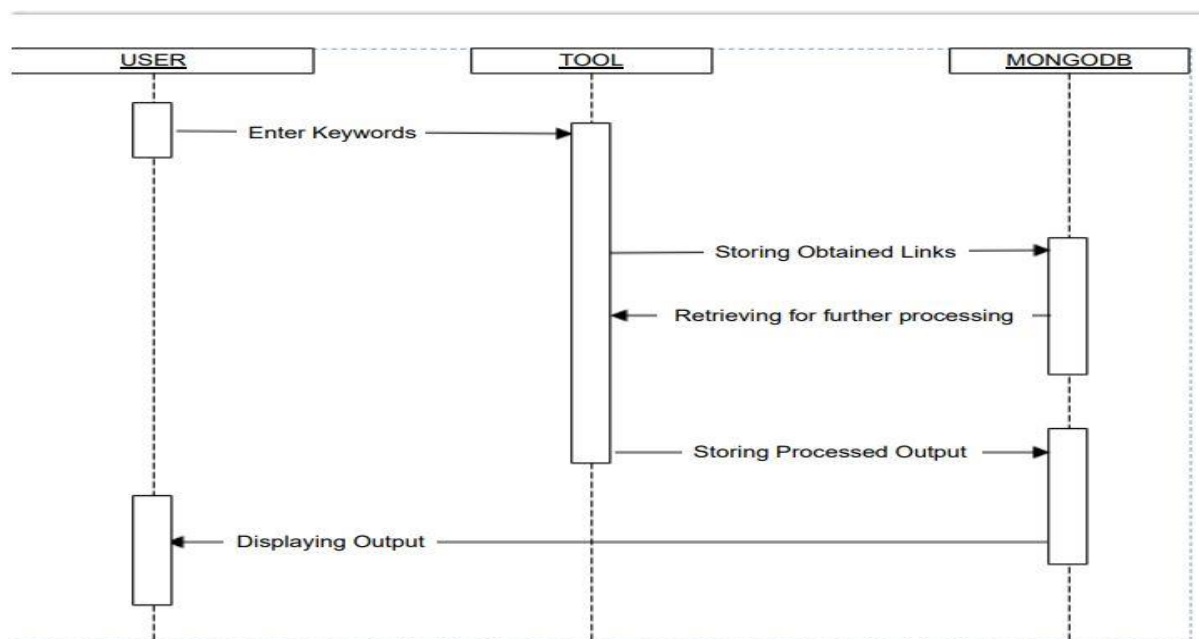 USER
TOOL
MONGODB
Enter Keywords
Storing Obtained Links
Retrieving for further processing
Storing Processed Output
Displaying Output